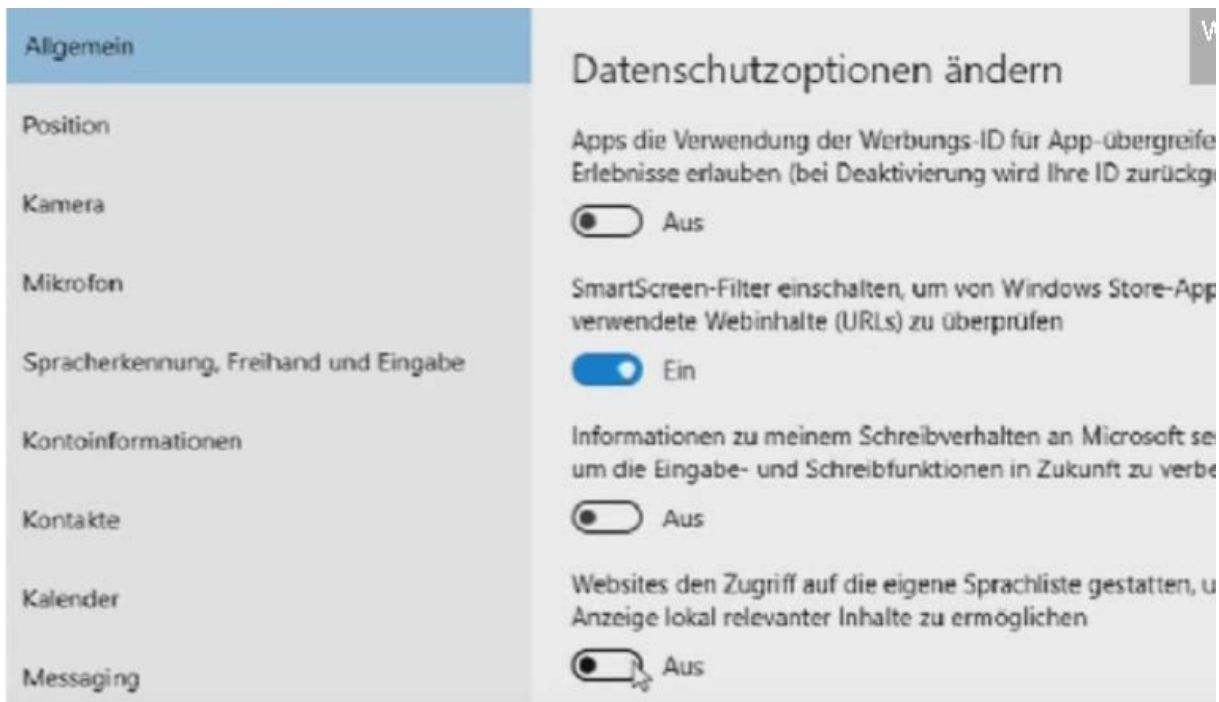 Allgemein
Position
Kamera
Mikrofon
Spracherkennung, Freihand und Eingabe
Kontoinformationen
Kontakte
Kalender
Messaging
W
Datenschutzoptionen ändern
Apps die Verwendung der Werbungs-ID für App-übergreife
Erlebnisse erlauben (bei Deaktivierung wird Ihre ID zurückge
Aus
SmartScreen-Filter einschalten, um von Windows Store-App
verwendete Webinhalte (URLs) zu überprüfen
Ein
Informationen zu meinem Schreibverhalten an Microsoft se
um die Eingabe- und Schreibfunktionen in Zukunft zu verbe
Aus
Websites den Zugriff auf die eigene Sprachliste gestatten, u
Anzeige lokal relevanter Inhalte zu ermöglichen
Aus